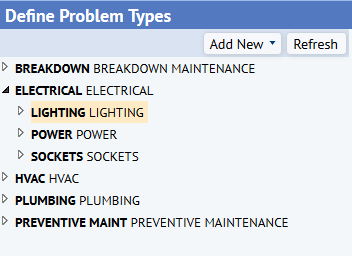 Define Problem Types
Add New Refresh
BREAKDOWN BREAKDOWN MAINTENANCE
ELECTRICAL ELECTRICAL
LIGHTING LIGHTING
POWER POWER
SOCKETS SOCKETS
HVAC HVAC
PLUMBING PLUMBING
PREVENTIVE MAINT PREVENTIVE MAINTENANCE